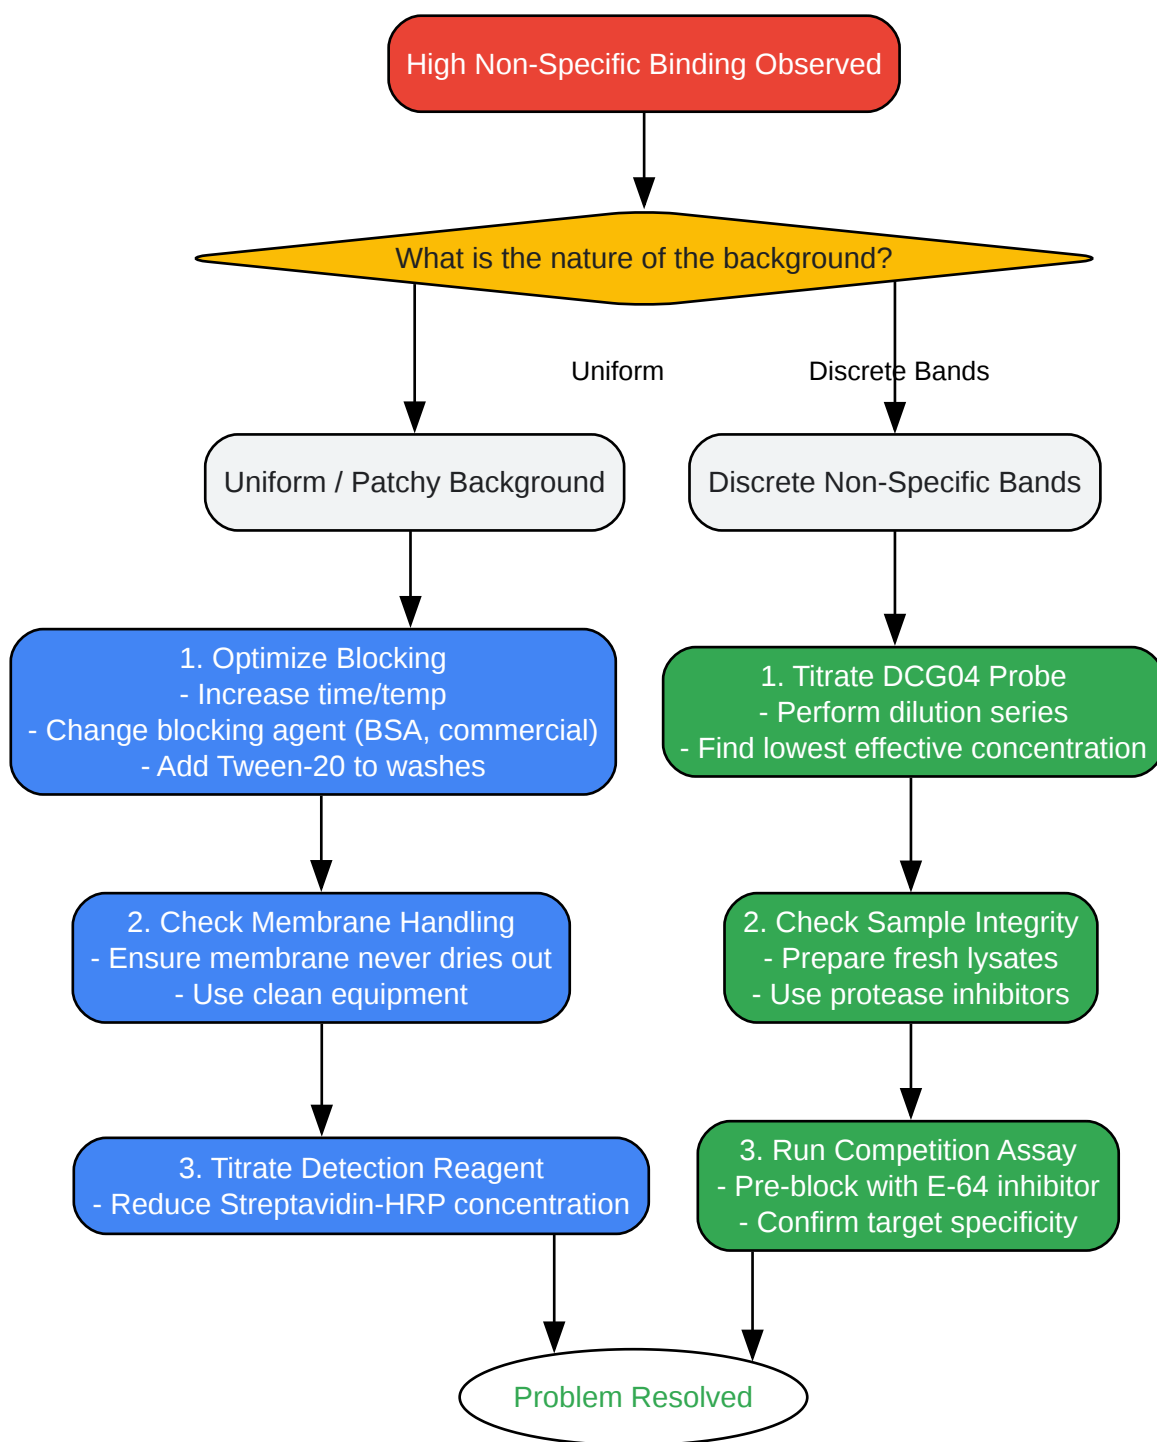 High Non-Specific Binding Observed
What is the nature of the background?
Uniform
Discrete Bands
Uniform / Patchy Background
Discrete Non-Specific Bands
1. Optimize Blocking
- Increase time/temp
- Change blocking agent (BSA, commercial)
- Add Tween-20 to washes
1. Titrate DCG04 Probe
- Perform dilution series
- Find lowest effective concentration
2. Check Membrane Handling
- Ensure membrane never dries out
- Use clean equipment
2. Check Sample Integrity
- Prepare fresh lysates
- Use protease inhibitors
3. Titrate Detection Reagent
- Reduce Streptavidin-HRP concentration
3. Run Competition Assay
- Pre-block with E-64 inhibitor
- Confirm target specificity
Problem Resolved